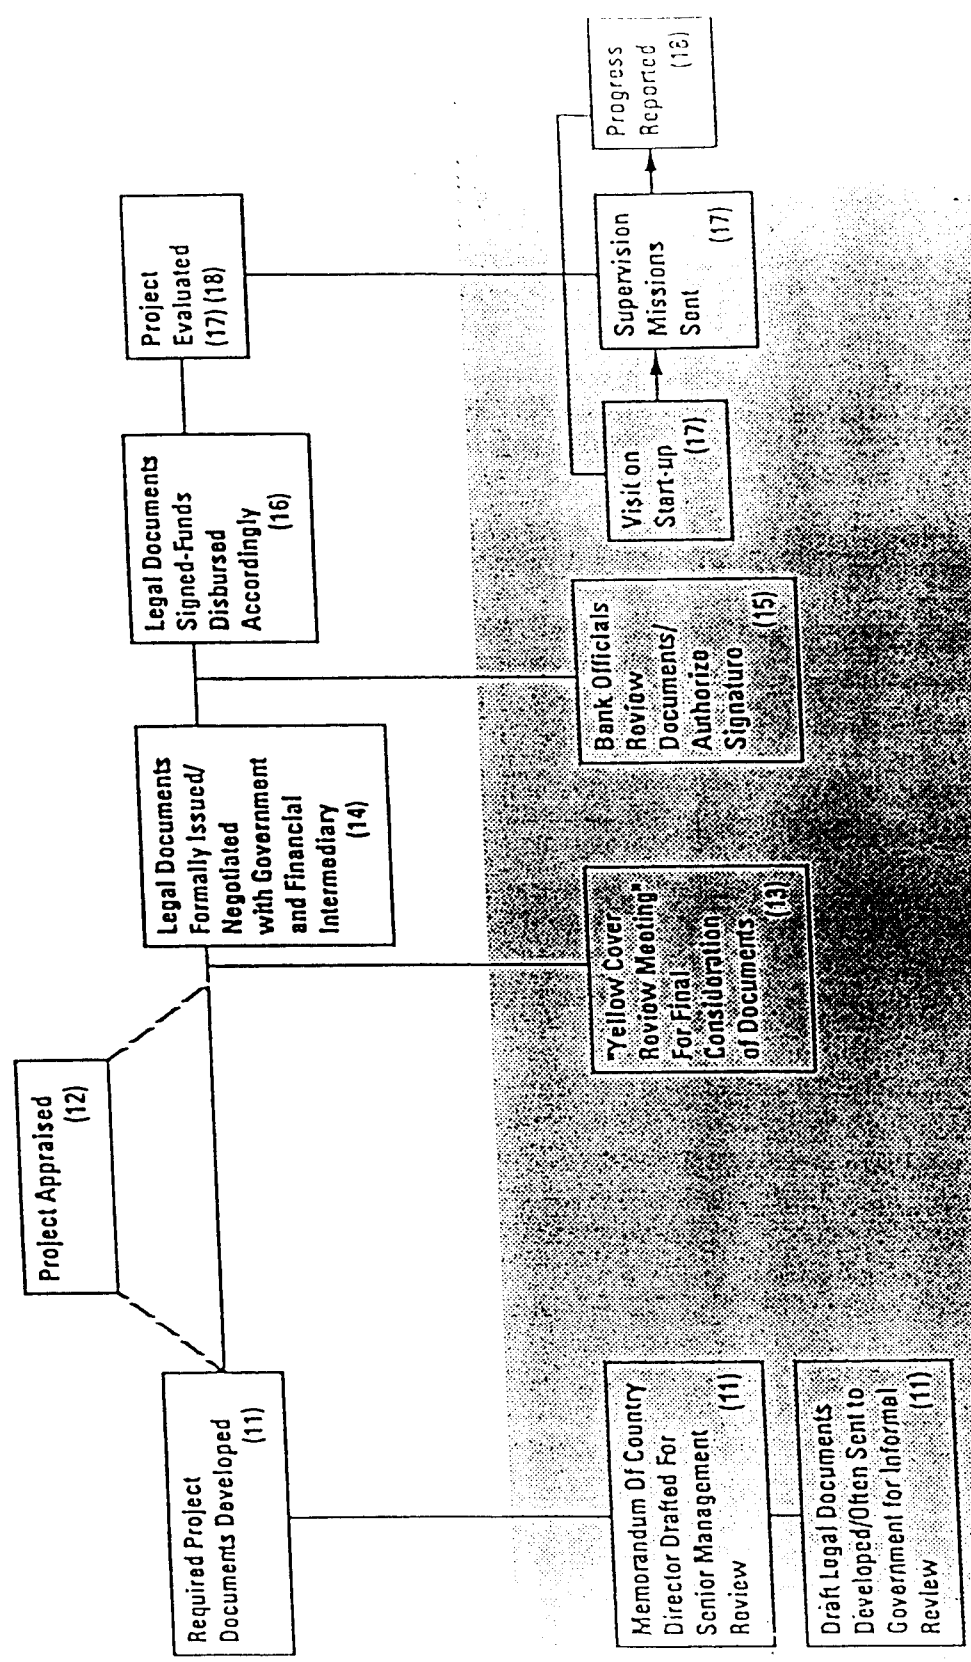 Project Appraised
(12)
Required Project
Documents Developed
(11)
Legal Documents
Formally Issued/
Negotiated
with Government
and Financial
Intermediary
(14)
Legal Documents
Signed-Funds
Disbursed
Accordingly
(16)
Project
Evaluated
(17) (18)
Memorandum Of Country
Director Drafted For
Senior Management
Review (11)
Draft Legal Documents
Developed/Often Sent to
Government for Informal
Review (11)
"Yellow Cover
Review Meeting"
For Final
Consideration
of Documents
(13)
Bank Officials
Review
Documents/
Authorize
Signature
(15)
Visit on
Start-up
(17)
Supervision
Missions
Sent
(17)
Progress
Reported
(18)